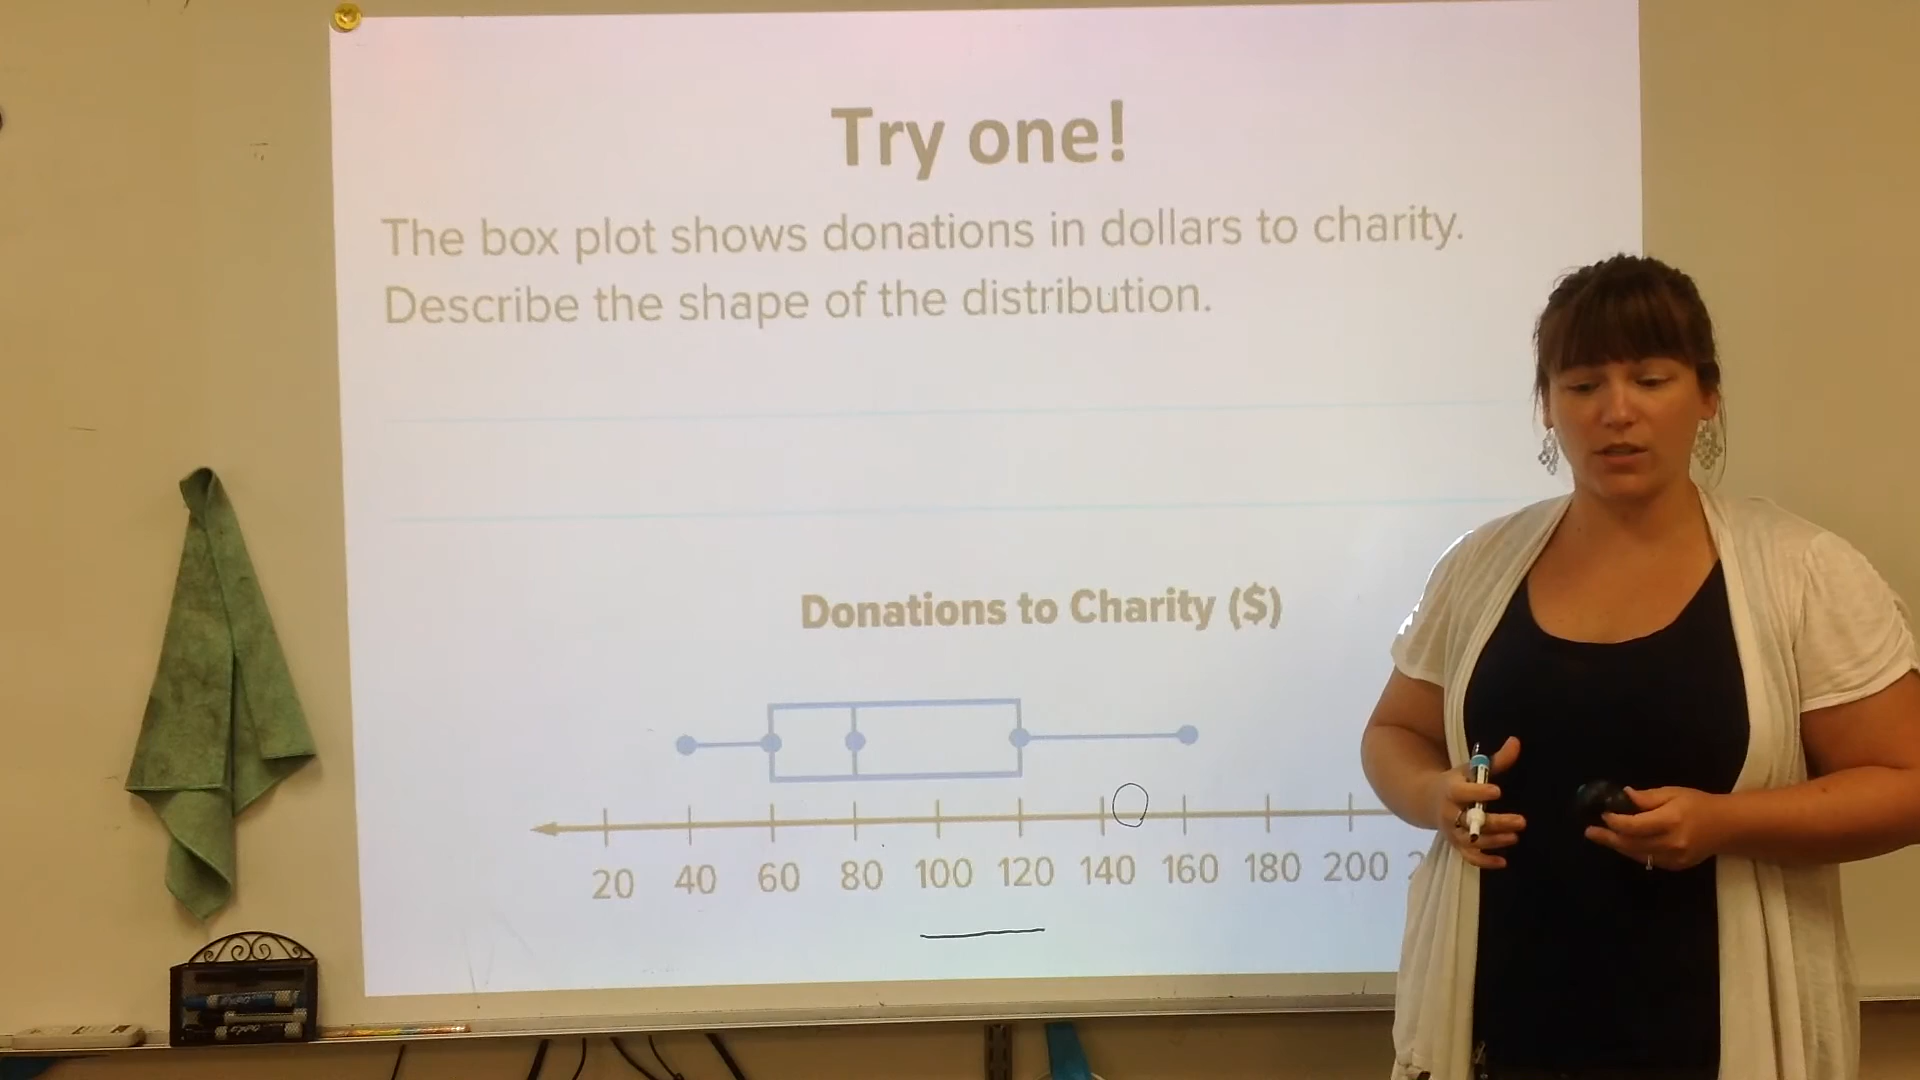 Try one!
The box plot shows donations in dollars to charity.
Describe the shape of the distribution.
Donations to Charity ($)
20 40 60 80 100 120 140 160 180 200
EXPO